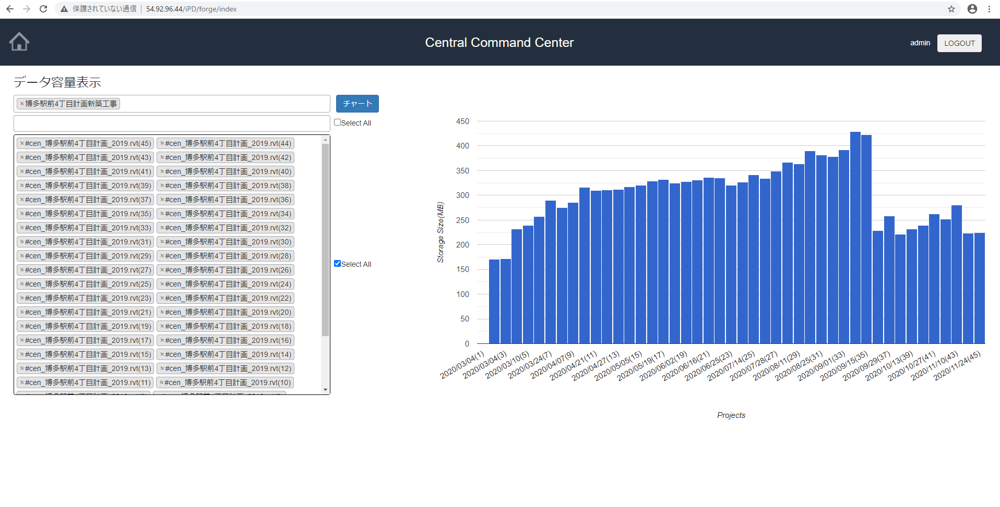 保護されていない通信 54.92.96.44/iPD/forge/index
Central Command Center
admin LOGOUT
データ容量表示
×博多駅前4丁目計画新築工事 チャート
Select All
×#cen_博多駅前4丁目計画_2019.rvt(45) ×#cen_博多駅前4丁目計画_2019.rvt(44)
×#cen_博多駅前4丁目計画_2019.rvt(43) ×#cen_博多駅前4丁目計画_2019.rvt(42)
×#cen_博多駅前4丁目計画_2019.rvt(41) ×#cen_博多駅前4丁目計画_2019.rvt(40)
×#cen_博多駅前4丁目計画_2019.rvt(39) ×#cen_博多駅前4丁目計画_2019.rvt(38)
×#cen_博多駅前4丁目計画_2019.rvt(37) ×#cen_博多駅前4丁目計画_2019.rvt(36)
×#cen_博多駅前4丁目計画_2019.rvt(35) ×#cen_博多駅前4丁目計画_2019.rvt(34)
×#cen_博多駅前4丁目計画_2019.rvt(33) ×#cen_博多駅前4丁目計画_2019.rvt(32)
×#cen_博多駅前4丁目計画_2019.rvt(31) ×#cen_博多駅前4丁目計画_2019.rvt(30)
×#cen_博多駅前4丁目計画_2019.rvt(29) ×#cen_博多駅前4丁目計画_2019.rvt(28)
×#cen_博多駅前4丁目計画_2019.rvt(27) ×#cen_博多駅前4丁目計画_2019.rvt(26)
×#cen_博多駅前4丁目計画_2019.rvt(25) ×#cen_博多駅前4丁目計画_2019.rvt(24)
×#cen_博多駅前4丁目計画_2019.rvt(23) ×#cen_博多駅前4丁目計画_2019.rvt(22)
×#cen_博多駅前4丁目計画_2019.rvt(21) ×#cen_博多駅前4丁目計画_2019.rvt(20)
×#cen_博多駅前4丁目計画_2019.rvt(19) ×#cen_博多駅前4丁目計画_2019.rvt(18)
×#cen_博多駅前4丁目計画_2019.rvt(17) ×#cen_博多駅前4丁目計画_2019.rvt(16)
×#cen_博多駅前4丁目計画_2019.rvt(15) ×#cen_博多駅前4丁目計画_2019.rvt(14)
×#cen_博多駅前4丁目計画_2019.rvt(13) ×#cen_博多駅前4丁目計画_2019.rvt(12)
×#cen_博多駅前4丁目計画_2019.rvt(11) ×#cen_博多駅前4丁目計画_2019.rvt(10)
Select All
Storage Size(MB)
450
400
350
300
250
200
150
100
50
0
2020/03/04(1)
2020/03/04(3)
2020/03/10(5)
2020/03/24(7)
2020/04/07(9)
2020/04/21(11)
2020/04/27(13)
2020/05/05(15)
2020/05/19(17)
2020/06/02(19)
2020/06/16(21)
2020/06/25(23)
2020/07/14(25)
2020/07/28(27)
2020/08/11(29)
2020/08/25(31)
2020/09/01(33)
2020/09/15(35)
2020/09/29(37)
2020/10/13(39)
2020/10/27(41)
2020/11/10(43)
2020/11/24(45)
Projects